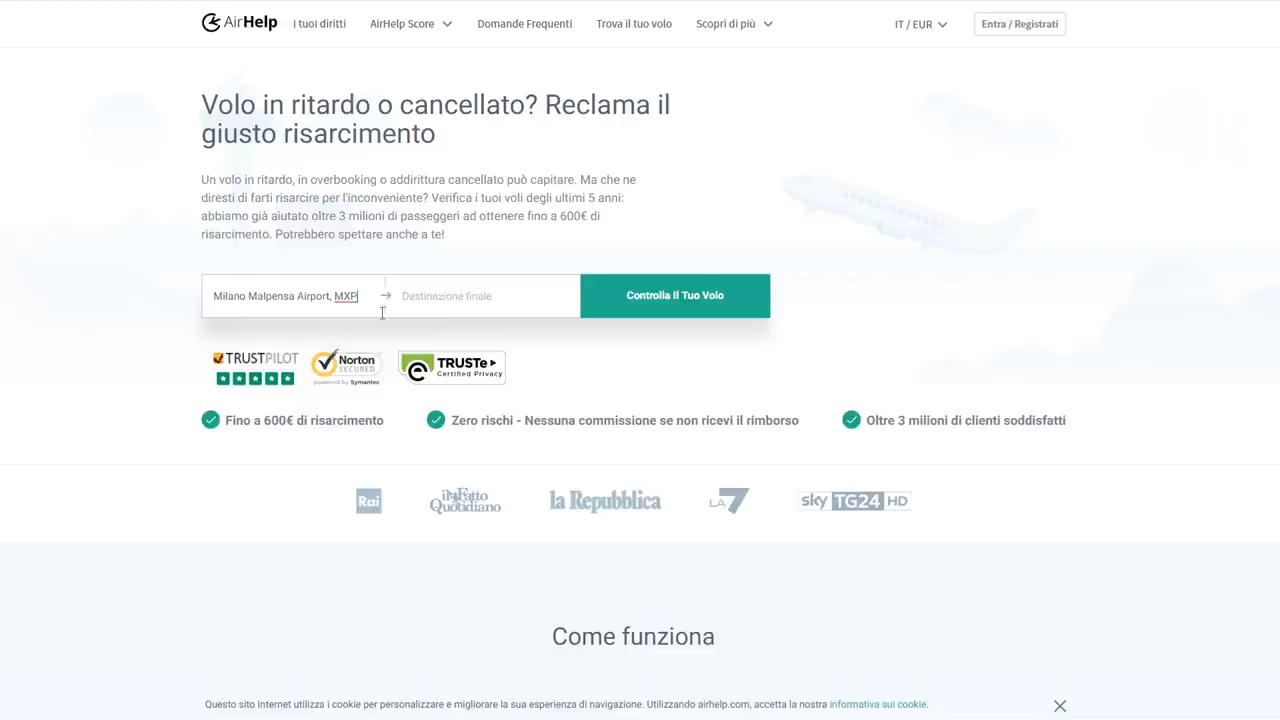 AirHelp I tuoi diritti AirHelp Score Domande Frequenti Trova il tuo volo Scopri di più IT / EUR Entra / Registrati
Volo in ritardo o cancellato? Reclama il
giusto risarcimento
Un volo in ritardo, in overbooking o addirittura cancellato può capitare. Ma che ne
diresti di farti risarcire per l'inconveniente? Verifica i tuoi voli degli ultimi 5 anni:
abbiamo già aiutato oltre 3 milioni di passeggeri ad ottenere fino a 600€ di
risarcimento. Potrebbero spettare anche a te!
Milano Malpensa Airport, MXP → Destinazione finale Controlla Il Tuo Volo
TRUSTPILOT
Norton
SECURED
powered by Symantec
TRUSTe
Certified Privacy
Fino a 600€ di risarcimento Zero rischi - Nessuna commissione se non ricevi il rimborso Oltre 3 milioni di clienti soddisfatti
Rai
il Fatto
Quotidiano
la Repubblica
LA7
sky TG24 HD
Come funziona
Questo sito Internet utilizza i cookie per personalizzare e migliorare la sua esperienza di navigazione. Utilizzando airhelp.com, accetta la nostra informativa sui cookie.